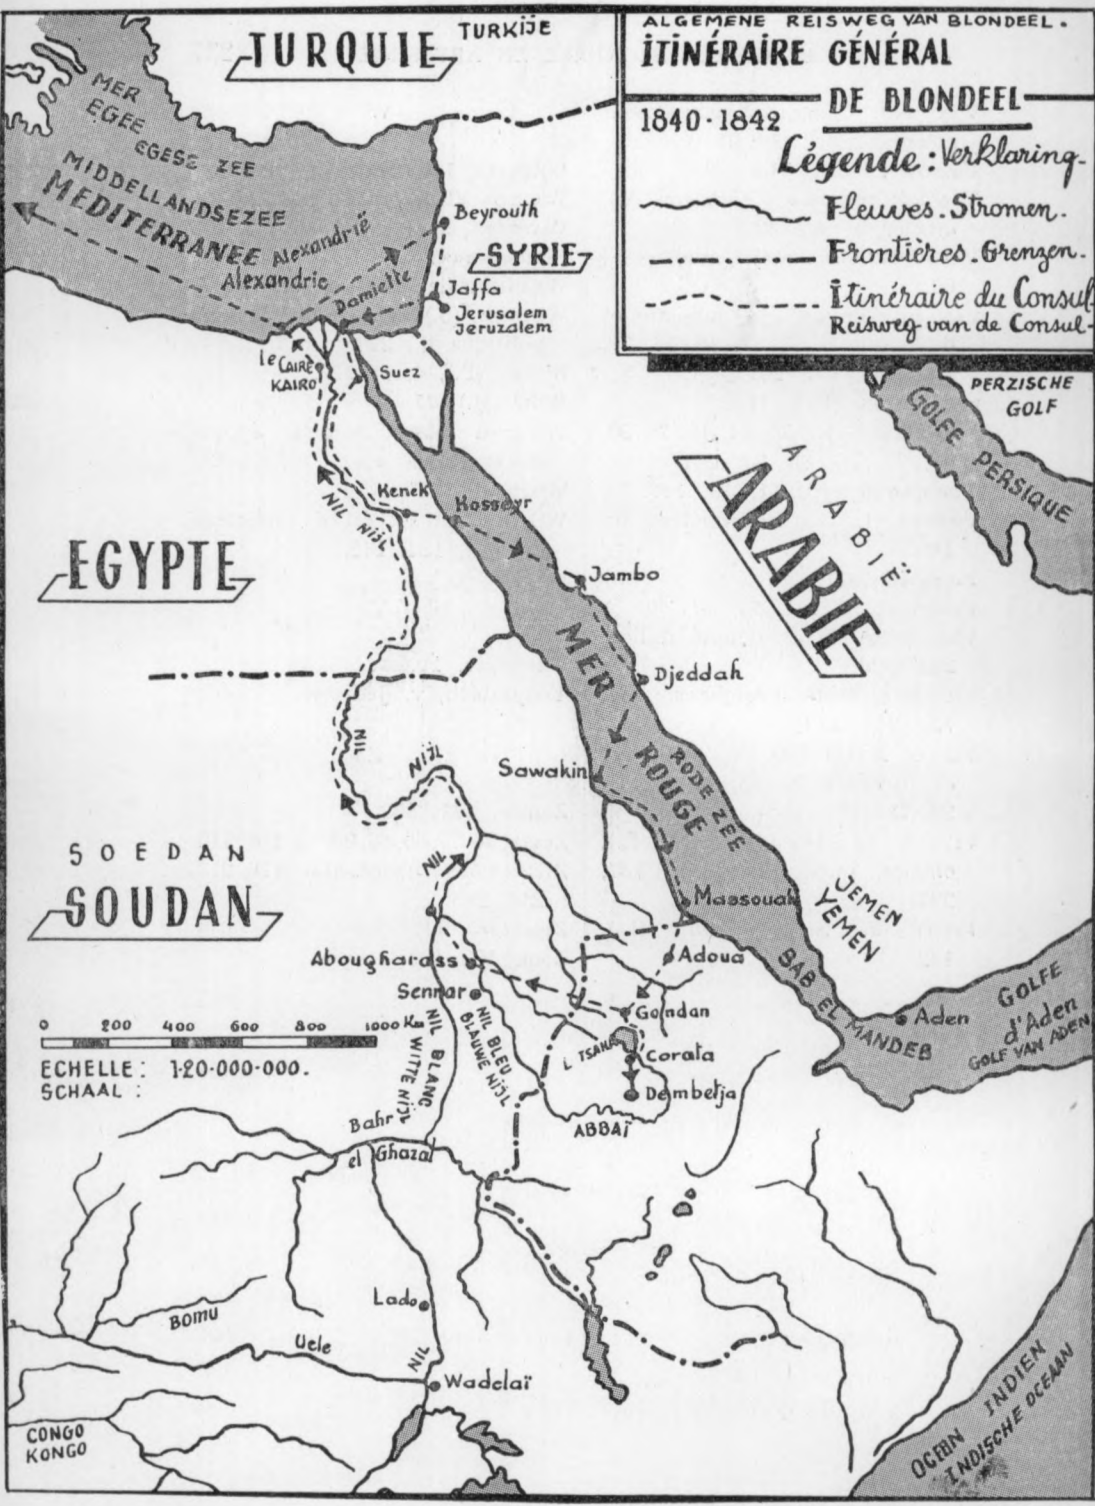 TURQUIE
TURKIJE
ALGEMENE REISWEG VAN BLONDEEL.
ITINÉRAIRE GÉNÉRAL
DE BLONDEEL
1840-1842
Légende: Verklaring-
Fleuves. Stromen.
Frontières. Grenzen.
Itinéraire du Consul
Reisweg van de Consul-
MER
EGEE
EGESE ZEE
MIDDELLANDSEZEE
MEDITERRANEE
Alexandrië
Alexandrie
Damiette
Beyrouth
SYRIE
Jaffa
Jerusalem
Jeruzalem
le CAIRE
KAIRO
Suez
PERZISCHE
GOLF
GOLFE PERSIQUE
ARABIË
ARABIE
Kenek
Kosseyr
NIL NIJL
EGYPTE
Jambo
MER
ROUGE
RODE ZEE
Djeddah
NIL
NIJL
Sawakin
SOEDAN
SOUDAN
NIL
Massouah
JEMEN
YEMEN
Abougharass
Adoua
Sennar
BAB EL MANDEB
Aden
GOLFE
d'Aden
GOLF VAN ADEN
Gondan
0 200 400 600 800 1000 Km
ECHELLE: 1.20.000.000.
SCHAAL:
NIL BLANC
WITTE NIJL
NIL BLEU
BLAUWE NIJL
L. TSANA
Corata
Dembetja
ABBAÏ
Bahr
el Ghazal
Lado
BOMU
Uele
NIL
Wadelaï
CONGO
KONGO
OCEAN INDIEN
INDISCHE OCEAAN